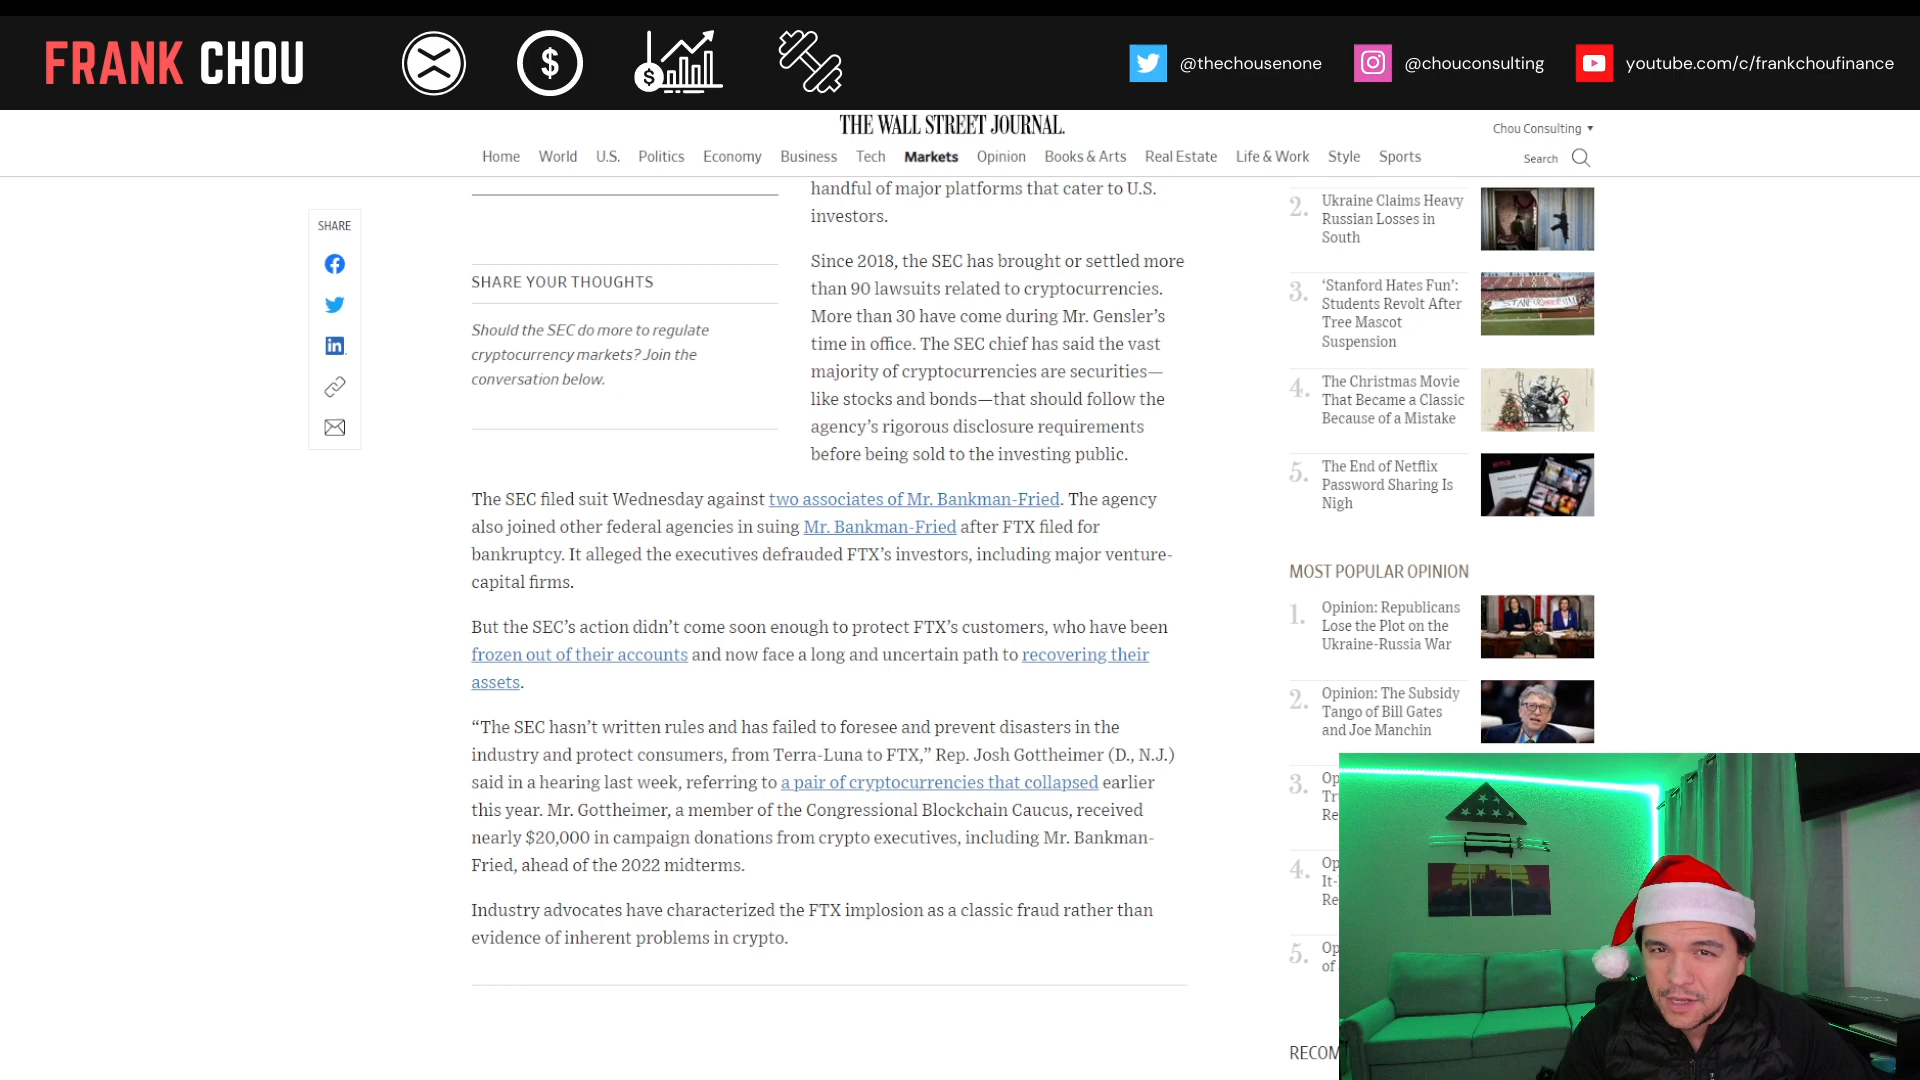 FRANK CHOU
$
$
@thechousenone
@chouconsulting
youtube.com/c/frankchoufinance
THE WALL STREET JOURNAL.
Chou Consulting
Home World U.S. Politics Economy Business Tech Markets Opinion Books & Arts Real Estate Life & Work Style Sports
Search
SHARE
SHARE YOUR THOUGHTS
Should the SEC do more to regulate
cryptocurrency markets? Join the
conversation below.
handful of major platforms that cater to U.S.
investors.
Since 2018, the SEC has brought or settled more
than 90 lawsuits related to cryptocurrencies.
More than 30 have come during Mr. Gensler’s
time in office. The SEC chief has said the vast
majority of cryptocurrencies are securities—
like stocks and bonds—that should follow the
agency’s rigorous disclosure requirements
before being sold to the investing public.
The SEC filed suit Wednesday against two associates of Mr. Bankman-Fried. The agency
also joined other federal agencies in suing Mr. Bankman-Fried after FTX filed for
bankruptcy. It alleged the executives defrauded FTX’s investors, including major venture-
capital firms.
But the SEC’s action didn’t come soon enough to protect FTX’s customers, who have been
frozen out of their accounts and now face a long and uncertain path to recovering their
assets.
“The SEC hasn’t written rules and has failed to foresee and prevent disasters in the
industry and protect consumers, from Terra-Luna to FTX,” Rep. Josh Gottheimer (D., N.J.)
said in a hearing last week, referring to a pair of cryptocurrencies that collapsed earlier
this year. Mr. Gottheimer, a member of the Congressional Blockchain Caucus, received
nearly $20,000 in campaign donations from crypto executives, including Mr. Bankman-
Fried, ahead of the 2022 midterms.
Industry advocates have characterized the FTX implosion as a classic fraud rather than
evidence of inherent problems in crypto.
2. Ukraine Claims Heavy
Russian Losses in
South
3. ‘Stanford Hates Fun’:
Students Revolt After
Tree Mascot
Suspension
4. The Christmas Movie
That Became a Classic
Because of a Mistake
5. The End of Netflix
Password Sharing Is
Nigh
MOST POPULAR OPINION
1. Opinion: Republicans
Lose the Plot on the
Ukraine-Russia War
2. Opinion: The Subsidy
Tango of Bill Gates
and Joe Manchin
3. Op
Tr
Re
4. Op
It-
Re
5. Op
of
RECOM